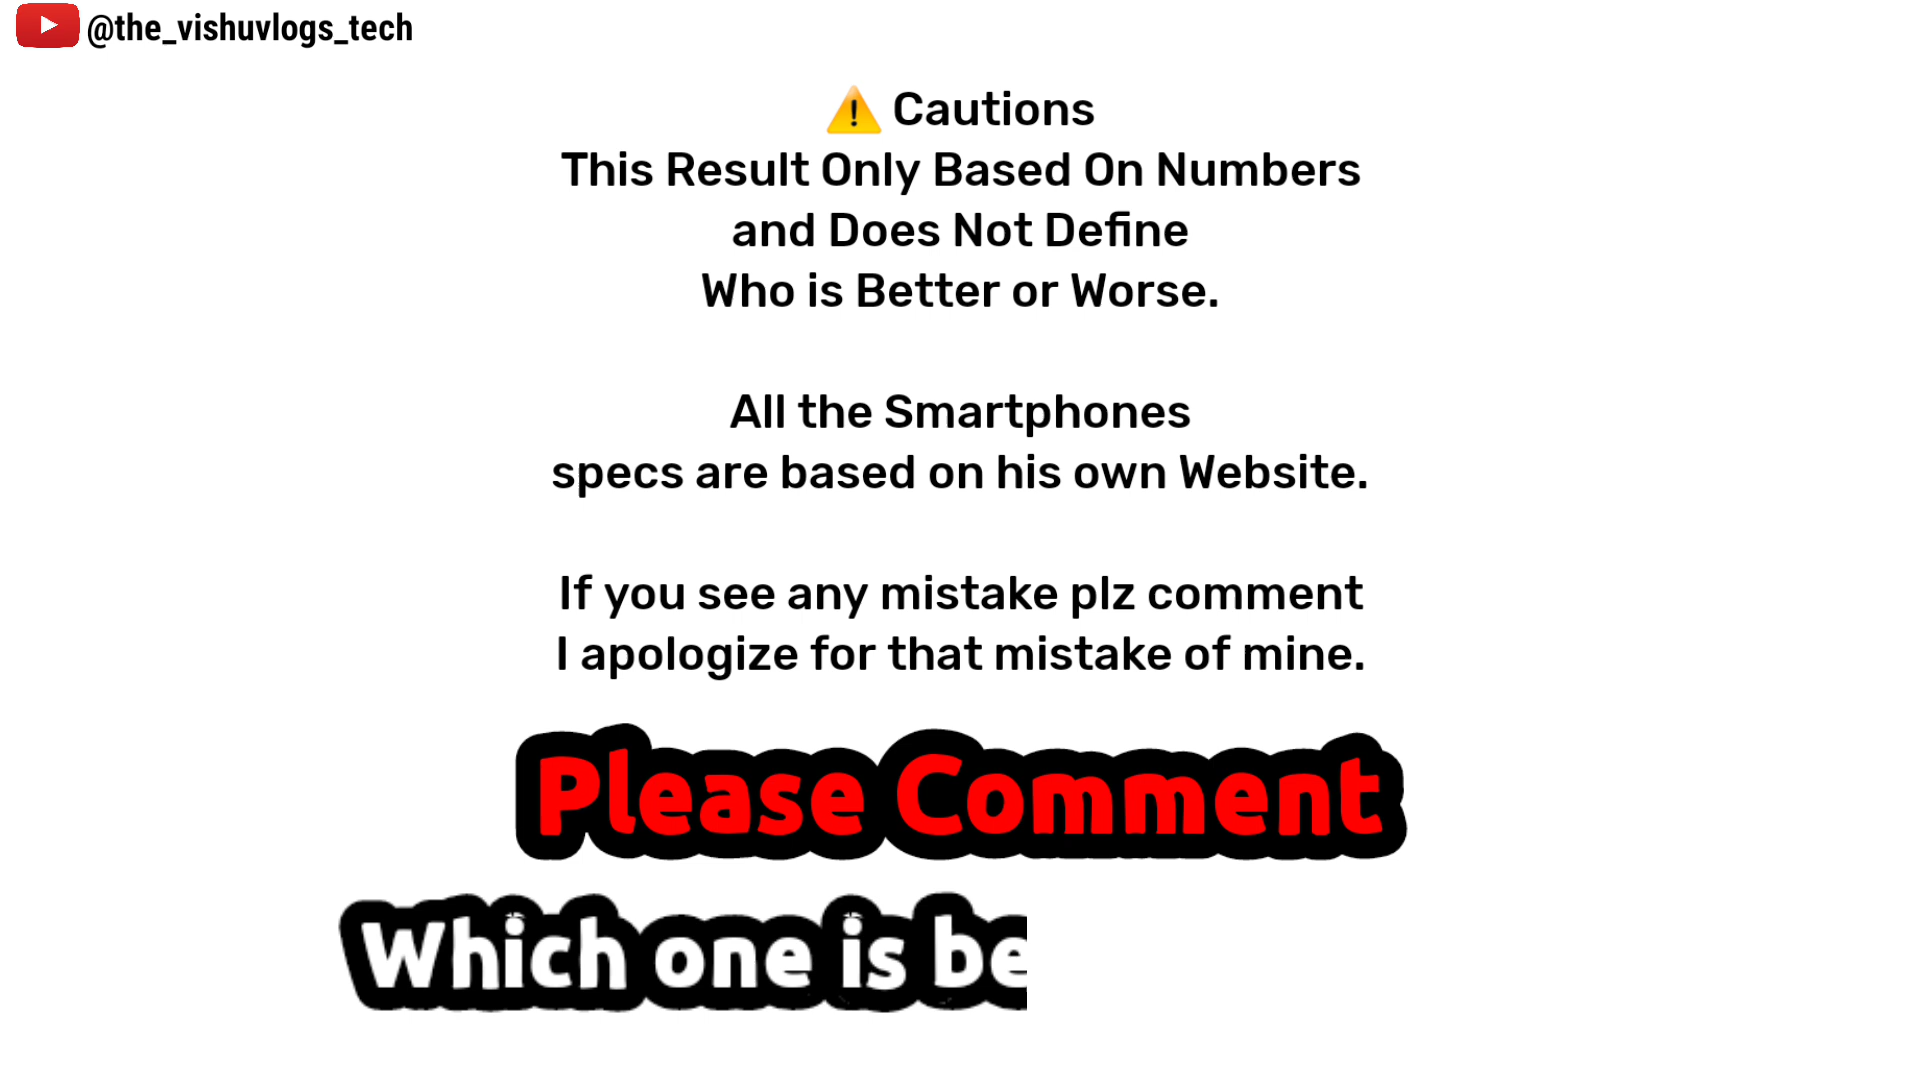 @the_vishuvlogs_tech
⚠️ Cautions
This Result Only Based On Numbers
and Does Not Define
Who is Better or Worse.
All the Smartphones
specs are based on his own Website.
If you see any mistake plz comment
I apologize for that mistake of mine.
Please Comment
Which one is be